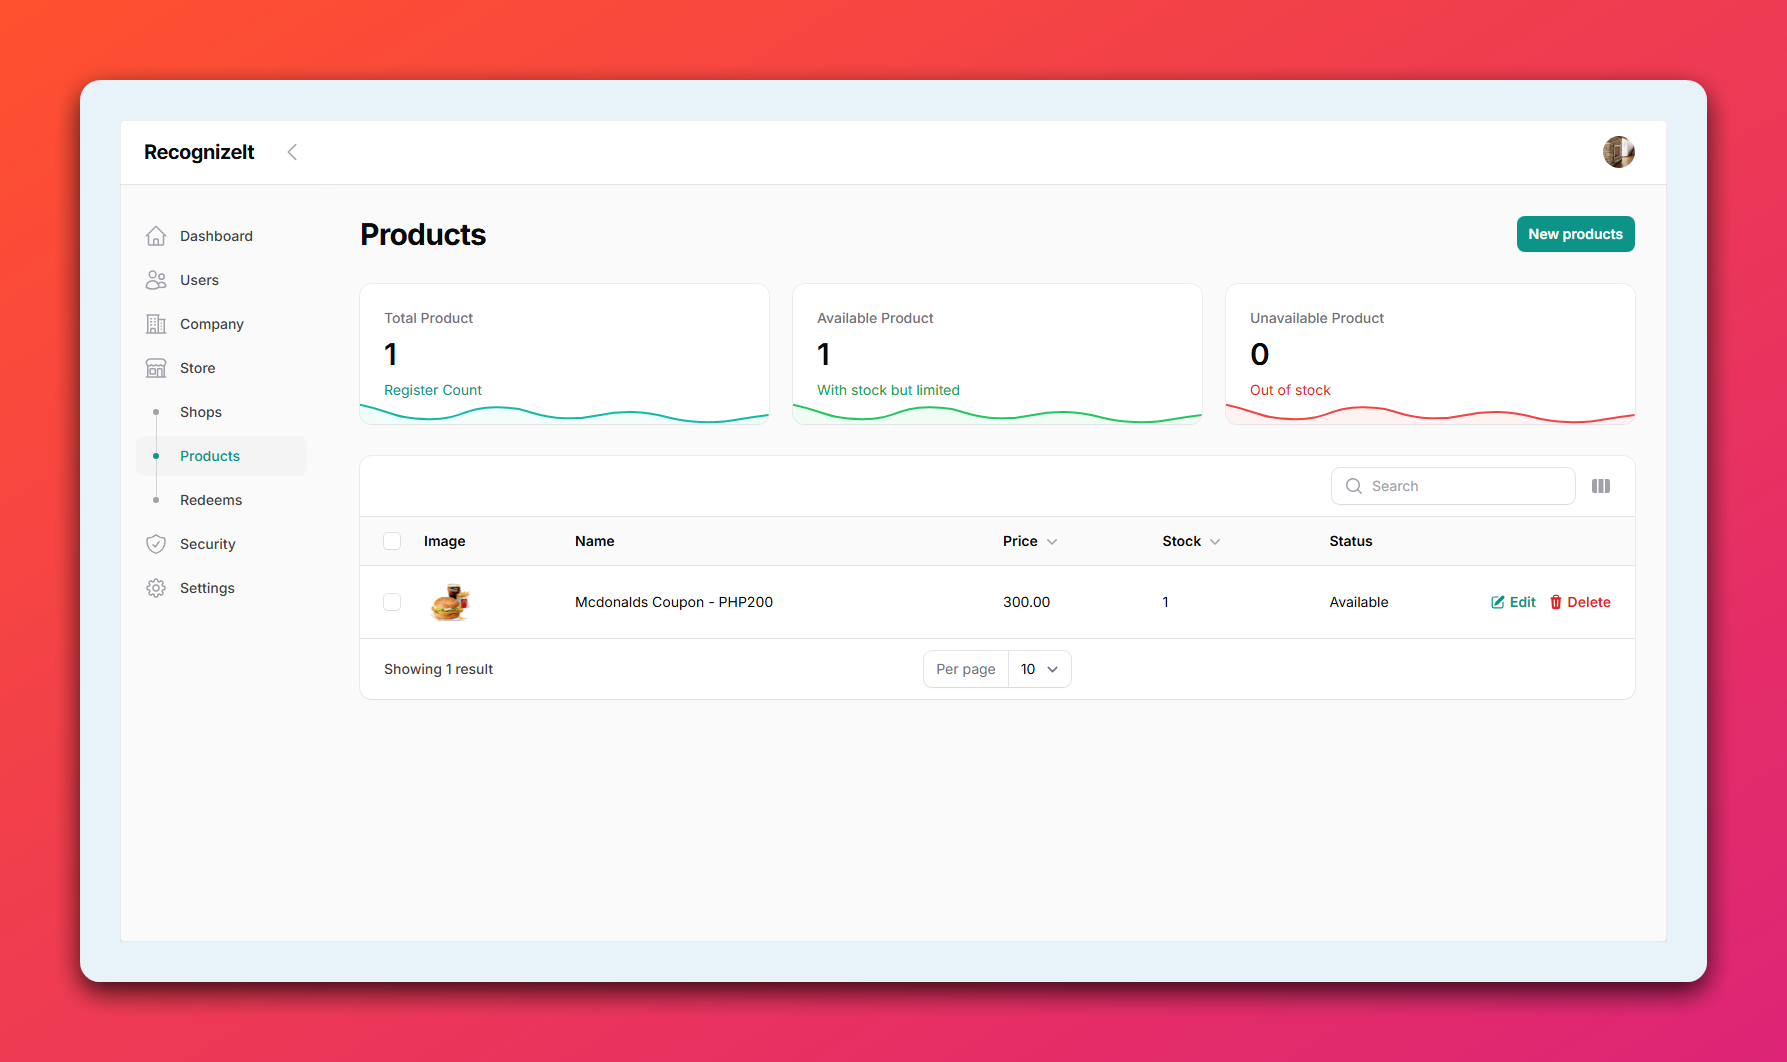 RecognizeIt
Dashboard
Users
Company
Store
Shops
Products
Redeems
Security
Settings
Products
New products
Total Product
1
Register Count
Available Product
1
With stock but limited
Unavailable Product
0
Out of stock
Search
Image Name Price Stock Status
Mcdonalds Coupon - PHP200 300.00 1 Available Edit Delete
Showing 1 result Per page 10